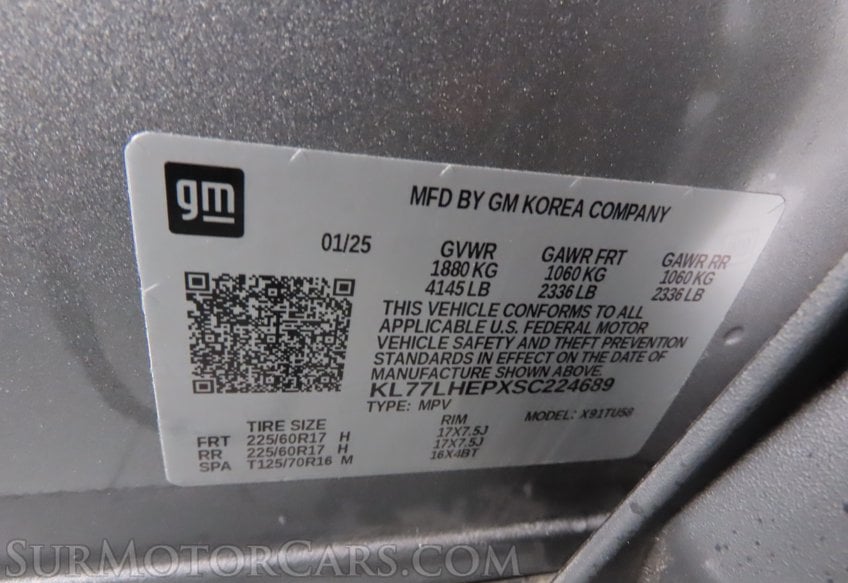 gm
MFD BY GM KOREA COMPANY
01/25
GVWR GAWR FRT GAWR RR
1880 KG 1060 KG 1060 KG
4145 LB 2336 LB 2336 LB
THIS VEHICLE CONFORMS TO ALL
APPLICABLE U.S. FEDERAL MOTOR
VEHICLE SAFETY AND THEFT PREVENTION
STANDARDS IN EFFECT ON THE DATE OF
MANUFACTURE SHOWN ABOVE.
KL77LHEPXSC224689
TYPE: MPV MODEL: X91TU58
TIRE SIZE RIM
FRT 225/60R17 H 17X7.5J
RR 225/60R17 H 17X7.5J
SPA T125/70R16 M 16X4BT
SURMOTORCARS.COM